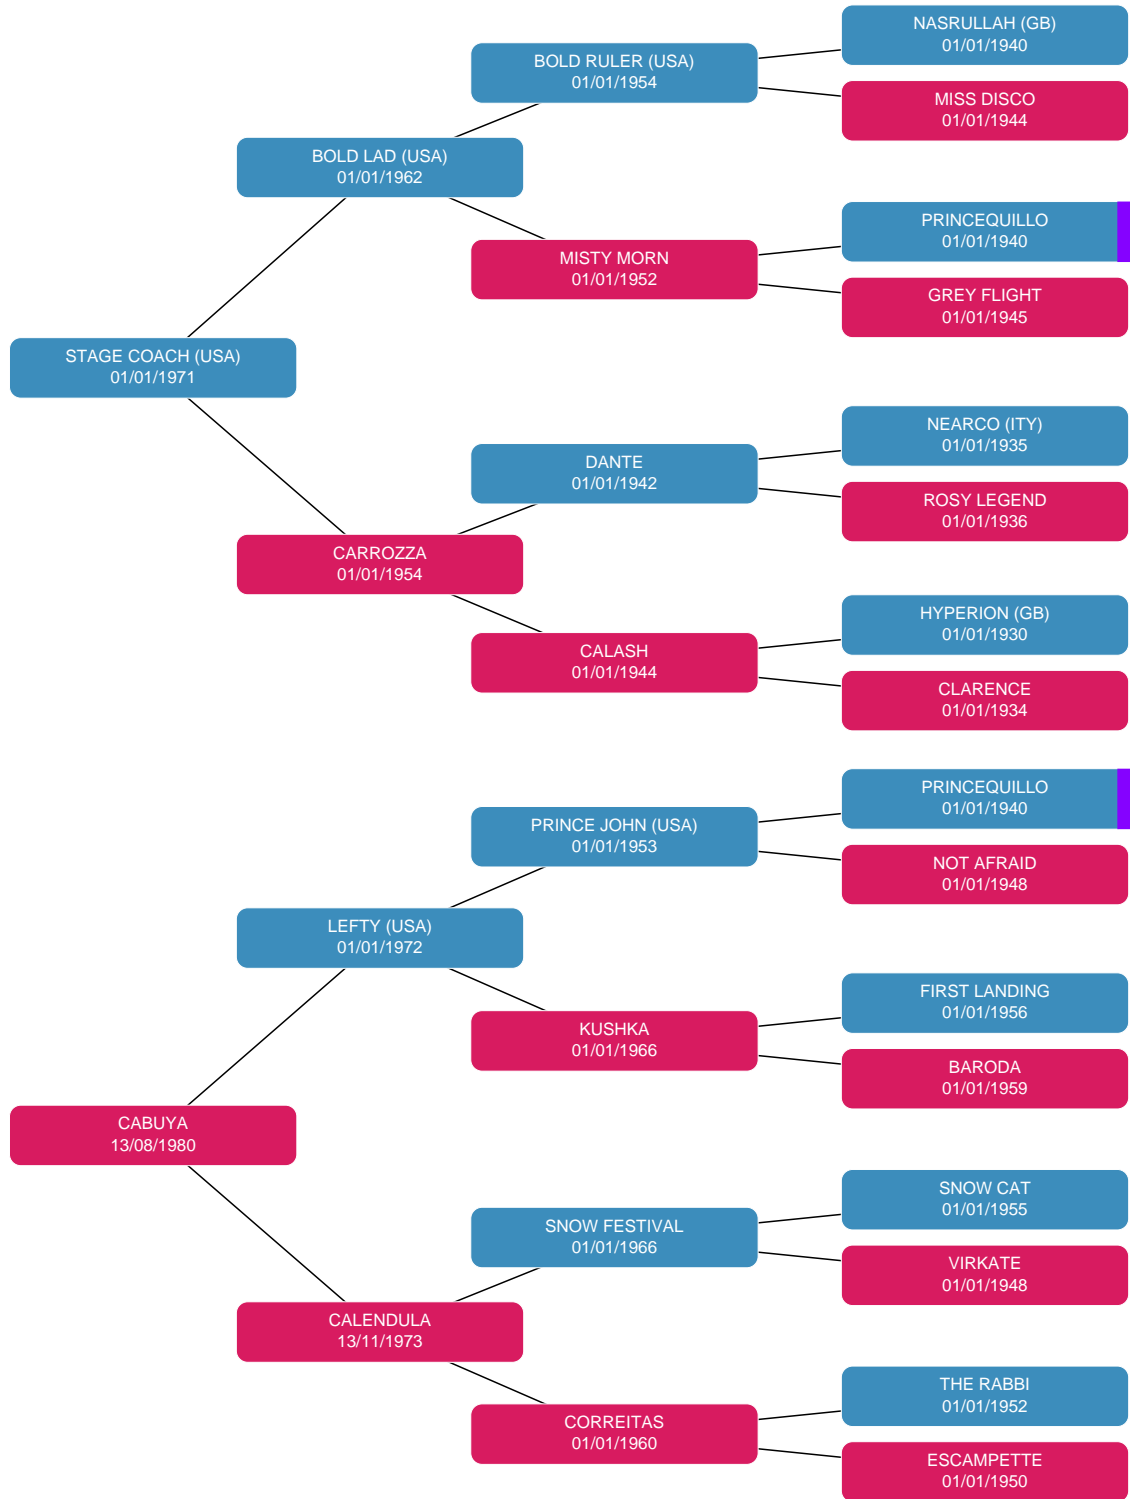 NASRULLAH (GB)
01/01/1940
BOLD RULER (USA)
01/01/1954
MISS DISCO
01/01/1944
BOLD LAD (USA)
01/01/1962
PRINCEQUILLO
01/01/1940
MISTY MORN
01/01/1952
GREY FLIGHT
01/01/1945
STAGE COACH (USA)
01/01/1971
NEARCO (ITY)
01/01/1935
DANTE
01/01/1942
ROSY LEGEND
01/01/1936
CARROZZA
01/01/1954
HYPERION (GB)
01/01/1930
CALASH
01/01/1944
CLARENCE
01/01/1934
PRINCEQUILLO
01/01/1940
PRINCE JOHN (USA)
01/01/1953
NOT AFRAID
01/01/1948
LEFTY (USA)
01/01/1972
FIRST LANDING
01/01/1956
KUSHKA
01/01/1966
BARODA
01/01/1959
CABUYA
13/08/1980
SNOW CAT
01/01/1955
SNOW FESTIVAL
01/01/1966
VIRKATE
01/01/1948
CALENDULA
13/11/1973
THE RABBI
01/01/1952
CORREITAS
01/01/1960
ESCAMPETTE
01/01/1950